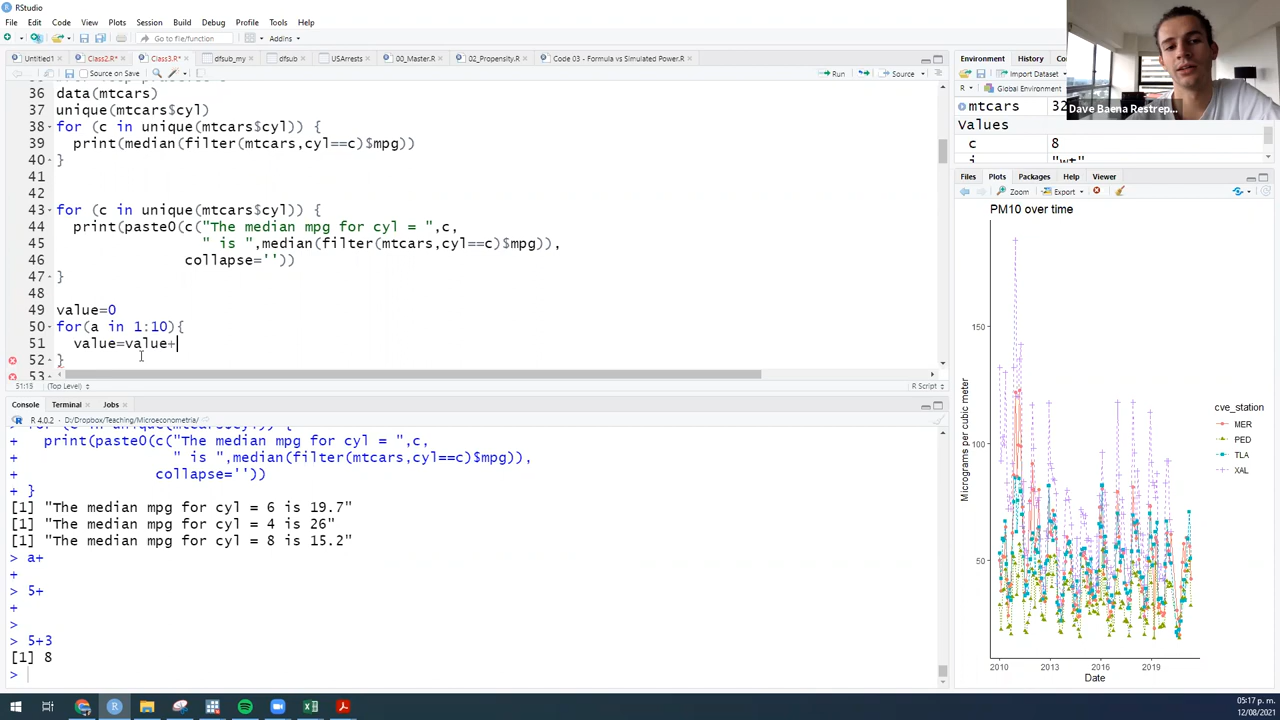 RStudio
File Edit Code View Plots Session Build Debug Profile Tools Help
Go to file/function Addins
Untitled1 Class2.R* Class3.R* dfsub_my dfsub USArrests 00_Master.R 02_Propensity.R Code 03 - Formula vs Simulated Power.R
Source on Save Run Source
36 data(mtcars)
37 unique(mtcars$cyl)
38 for (c in unique(mtcars$cyl)) {
39 print(median(filter(mtcars,cyl==c)$mpg))
40 }
41
42
43 for (c in unique(mtcars$cyl)) {
44 print(paste0(c("The median mpg for cyl = ",c,
45 " is ",median(filter(mtcars,cyl==c)$mpg)),
46 collapse=''))
47 }
48
49 value=0
50 for(a in 1:10){
51 value=value+
52 }
53
51:15 (Top Level) R Script
Console Terminal Jobs
R 4.0.2 · D:/Dropbox/Teaching/Microeconometria/
+ print(paste0(c("The median mpg for cyl = ",c,
+ " is ",median(filter(mtcars,cyl==c)$mpg)),
+ collapse=''))
+ }
[1] "The median mpg for cyl = 6 is 19.7"
[1] "The median mpg for cyl = 4 is 26"
[1] "The median mpg for cyl = 8 is 15.2"
> a+
+
> 5+
+
>
> 5+3
[1] 8
>
Environment History
Import Dataset
R Global Environment
mtcars 32
Values
c 8
i "wt"
Dave Baena Restrep...
Files Plots Packages Help Viewer
Zoom Export
PM10 over time
150
100
50
Micrograms per cubic meter
2010 2013 2016 2019
Date
cve_station
MER
PED
TLA
XAL
05:17 p. m.
12/08/2021